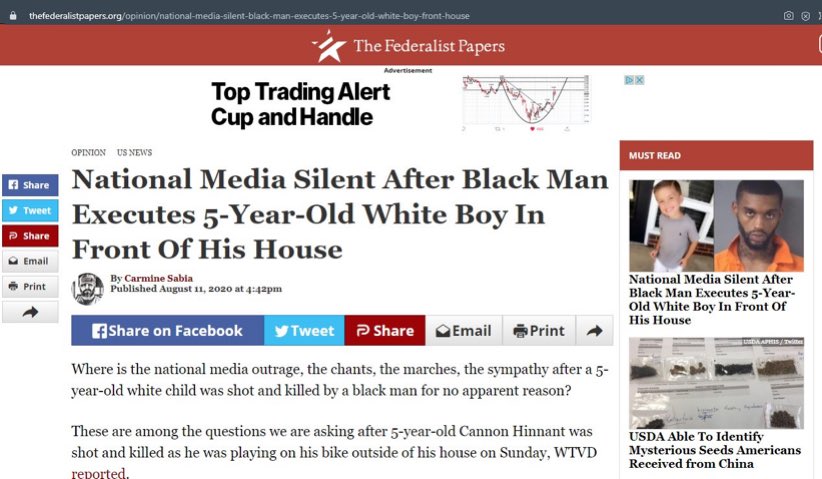 thefederalistpapers.org/opinion/national-media-silent-black-man-executes-5-year-old-white-boy-front-house
The Federalist Papers
Advertisement
Top Trading Alert
Cup and Handle
OPINION US NEWS
National Media Silent After Black Man
Executes 5-Year-Old White Boy In
Front Of His House
By Carmine Sabia
Published August 11, 2020 at 4:42pm
Share
Tweet
Share
Email
Print
Share on Facebook Tweet Share Email Print
Where is the national media outrage, the chants, the marches, the sympathy after a 5-
year-old white child was shot and killed by a black man for no apparent reason?
These are among the questions we are asking after 5-year-old Cannon Hinnant was
shot and killed as he was playing on his bike outside of his house on Sunday, WTVD
reported.
MUST READ
National Media Silent After
Black Man Executes 5-Year-
Old White Boy In Front Of
His House
USDA APHIS / Twitter
USDA Able To Identify
Mysterious Seeds Americans
Received from China